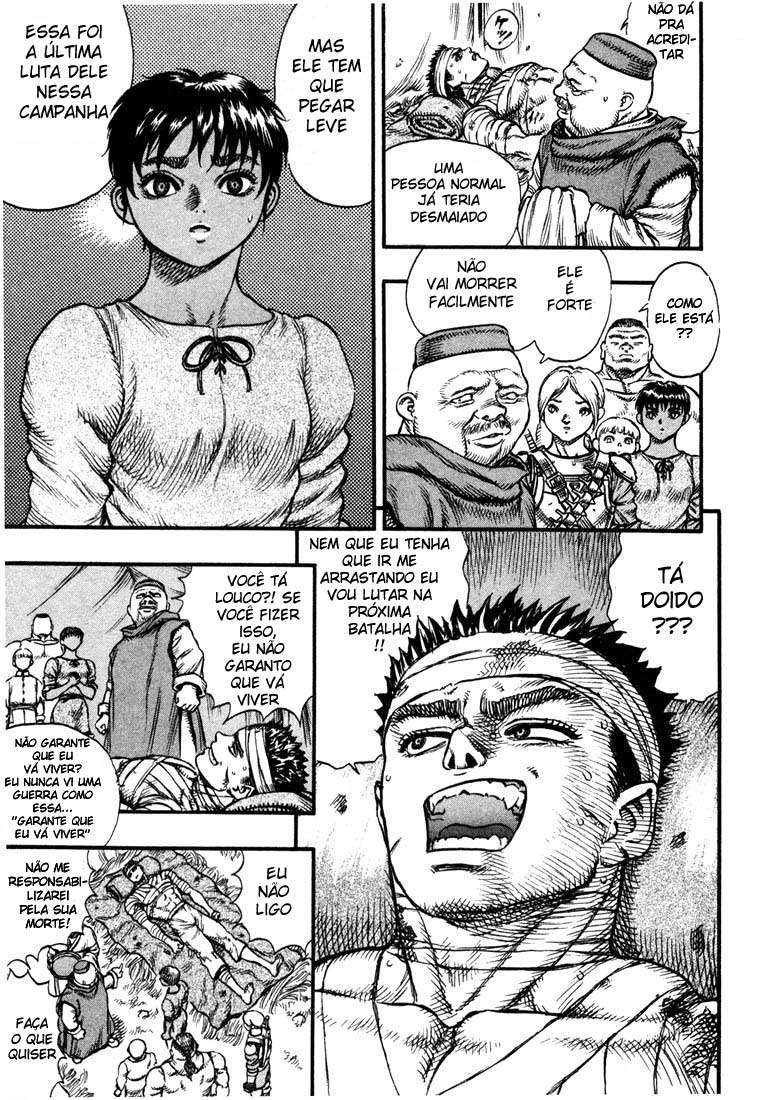 NÃO DÁ
PRA
ACREDI-
TAR
UMA
PESSOA NORMAL
JÁ TERIA
DESMAIADO
COMO
ELE ESTÁ
??
ELE
É
FORTE
NÃO
VAI MORRER
FACILMENTE
MAS
ELE TEM
QUE
PEGAR
LEVE
ESSA FOI
A ÚLTIMA
LUTA DELE
NESSA
CAMPANHA
TÁ
DOIDO
???
NEM QUE EU TENHA
QUE IR ME
ARRASTANDO EU
VOU LUTAR NA
PRÓXIMA
BATALHA
!!
VOCÊ TÁ
LOUCO?! SE
VOCÊ FIZER
ISSO,
EU NÃO
GARANTO
QUE VÁ
VIVER
NÃO GARANTE
QUE EU
VÁ VIVER?
EU NUNCA VI UMA
GUERRA COMO
ESSA...
"GARANTE QUE
EU VÁ VIVER"
EU
NÃO
LIGO
NÃO ME
RESPONSABI-
LIZAREI
PELA SUA
MORTE!
FAÇA
O QUE
QUISER